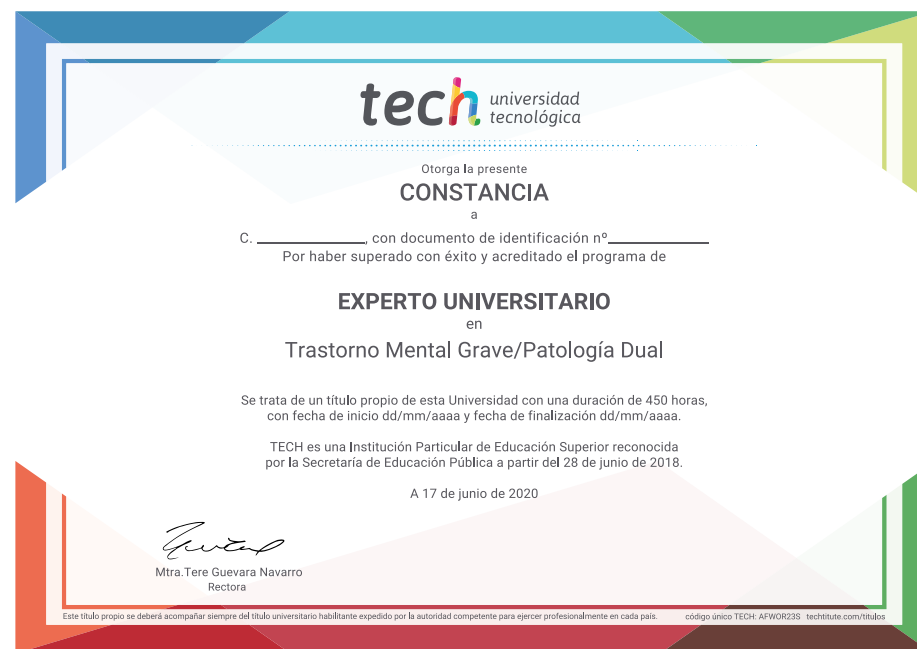 tech universidad
tecnológica
Otorga la presente
CONSTANCIA
a
C. ____________, con documento de identificación nº____________
Por haber superado con éxito y acreditado el programa de
EXPERTO UNIVERSITARIO
en
Trastorno Mental Grave/Patología Dual
Se trata de un título propio de esta Universidad con una duración de 450 horas,
con fecha de inicio dd/mm/aaaa y fecha de finalización dd/mm/aaaa.
TECH es una Institución Particular de Educación Superior reconocida
por la Secretaría de Educación Pública a partir del 28 de junio de 2018.
A 17 de junio de 2020
Mtra.Tere Guevara Navarro
Rectora
Este título propio se deberá acompañar siempre del título universitario habilitante expedido por la autoridad competente para ejercer profesionalmente en cada país. código único TECH: AFWOR23S techtitute.com/titulos